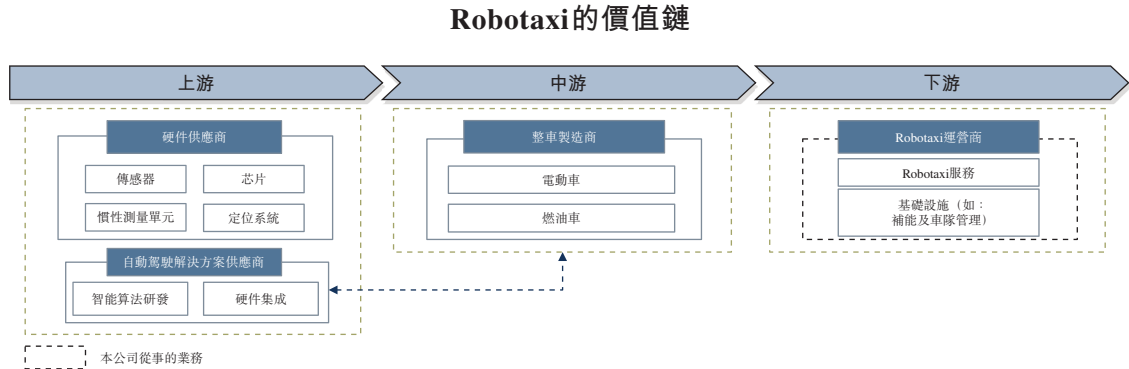 Robotaxi的價值鏈
上游
中游
下游
硬件供應商
傳感器
芯片
慣性測量單元
定位系統
自動駕駛解決方案供應商
智能算法研發
硬件集成
整車製造商
電動車
燃油車
Robotaxi運營商
Robotaxi服務
基礎設施（如：
補能及車隊管理）
本公司從事的業務